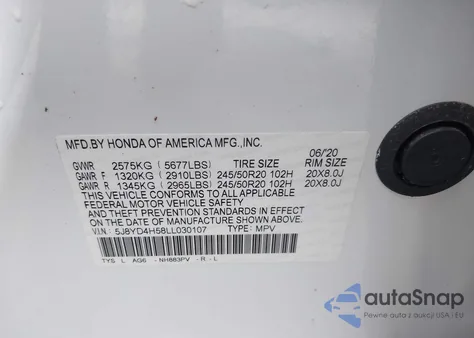 MFD.BY HONDA OF AMERICA MFG.,INC.
06/'20
GVWR 2575KG ( 5677LBS) TIRE SIZE RIM SIZE
GAWR F 1320KG ( 2910LBS) 245/50R20 102H 20X8.0J
GAWR R 1345KG ( 2965LBS) 245/50R20 102H 20X8.0J
THIS VEHICLE CONFORMS TO ALL APPLICABLE
FEDERAL MOTOR VEHICLE SAFETY
STANDARDS AND THEFT PREVENTION STANDARD IN EFFECT
ON THE DATE OF MANUFACTURE SHOWN ABOVE.
V.I.N: 5J8YD4H58LL030107 TYPE: MPV
TYS L AG6 - NH883PV - R - L
autoSnap
Pewne auta z aukcji USA i EU